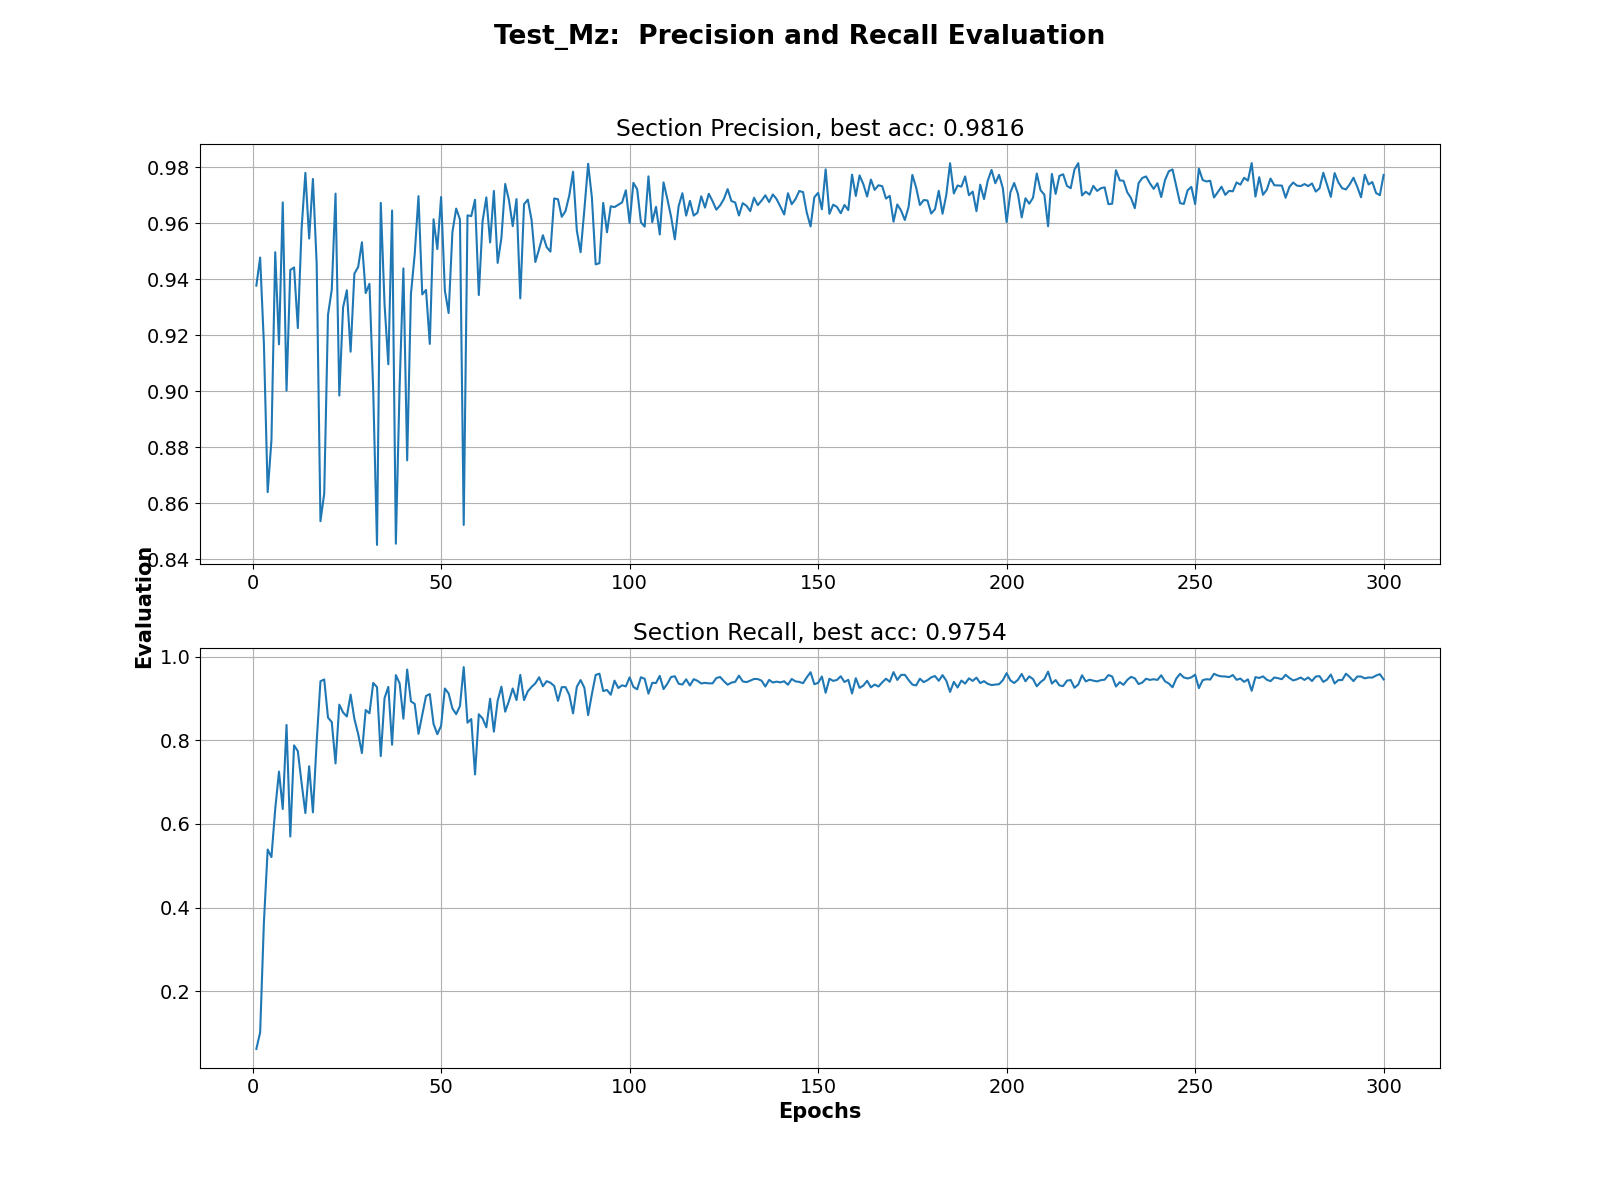 Test_Mz:  Precision and Recall Evaluation
Section Precision, best acc: 0.9816
0.98
0.96
0.94
0.92
0.90
0.88
0.86
0.84
0 50 100 150 200 250 300
Evaluation
Section Recall, best acc: 0.9754
1.0
0.8
0.6
0.4
0.2
0 50 100 150 200 250 300
Epochs